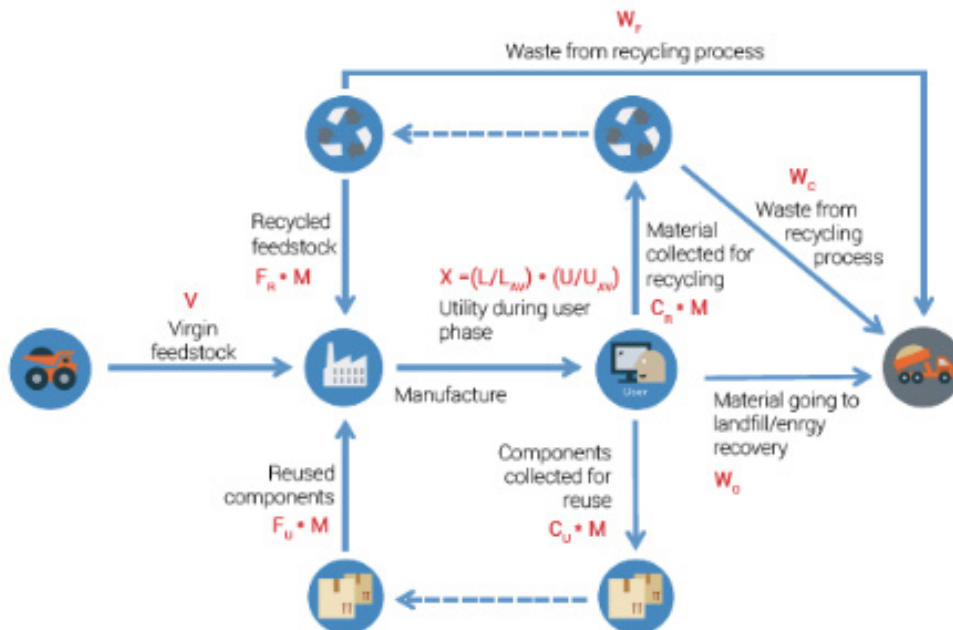 W_F
Waste from recycling process
W_C
Waste from
recycling
process
Recycled
feedstock
F_R • M
Material
collected for
recycling
C_R • M
X =(L/L_AV) • (U/U_AV)
Utility during user
phase
V
Virgin
feedstock
Manufacture
User
Material going to
landfill/enrgy
recovery
W_0
Reused
components
F_U • M
Components
collected for
reuse
C_U • M